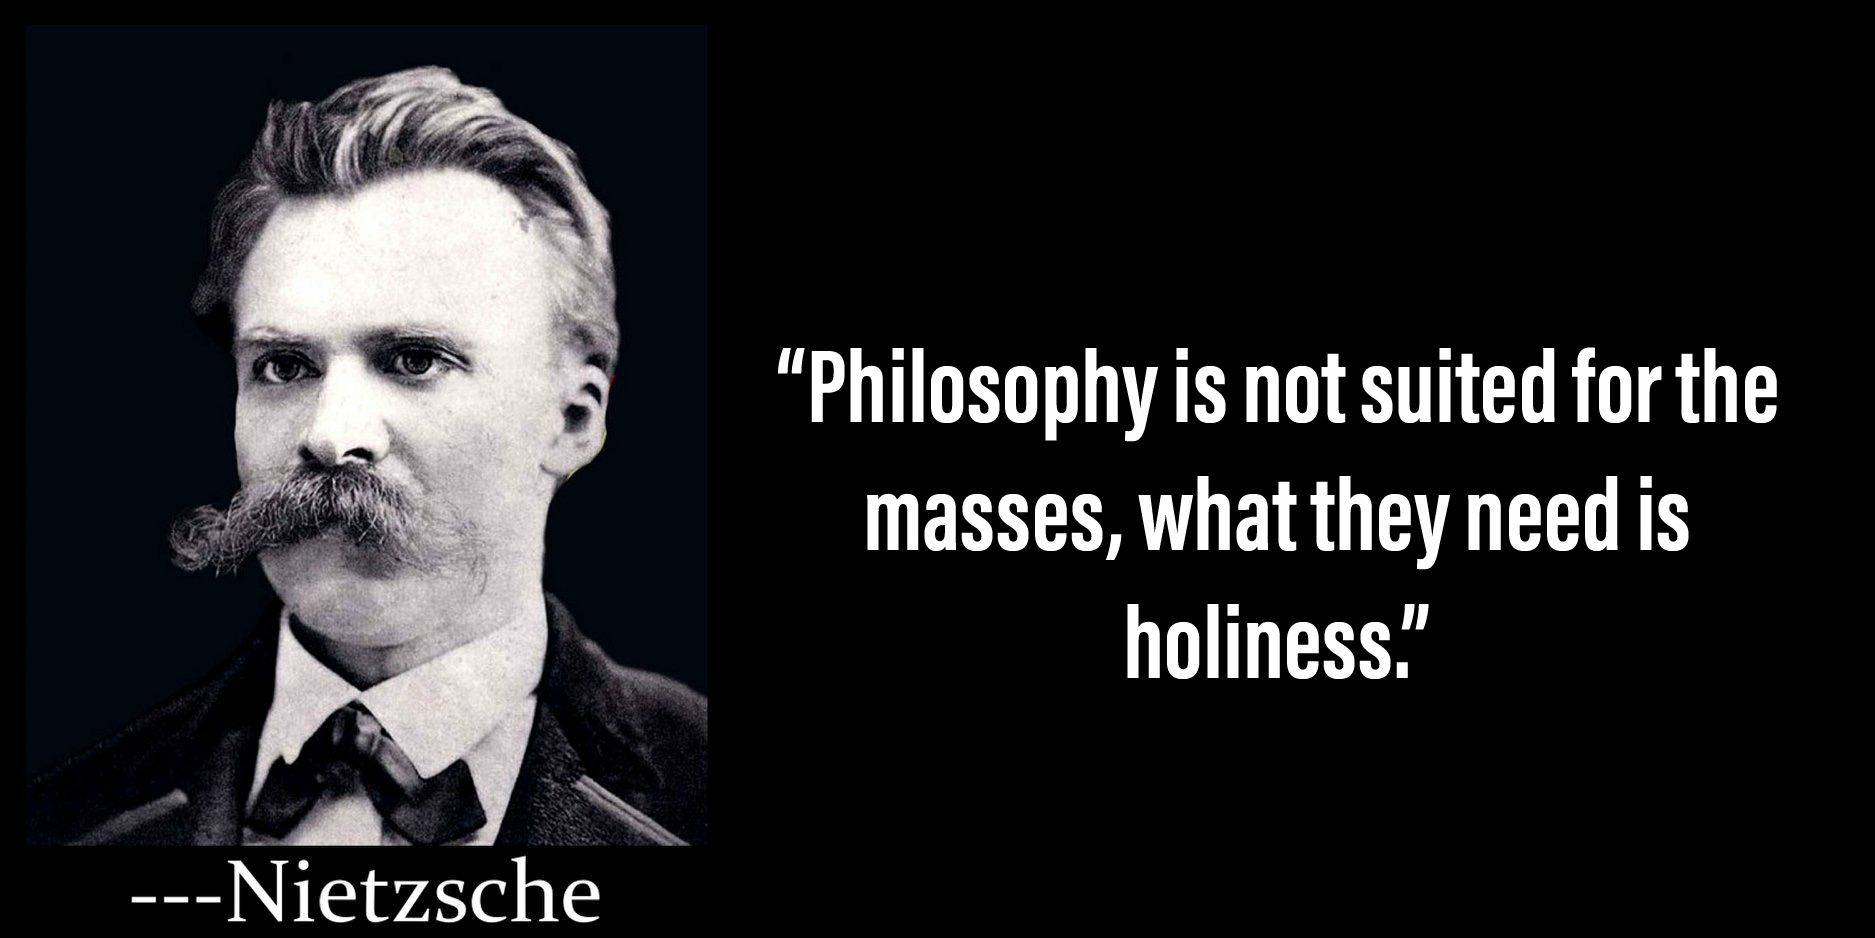 “Philosophy is not suited for the
masses, what they need is
holiness.”
---Nietzsche